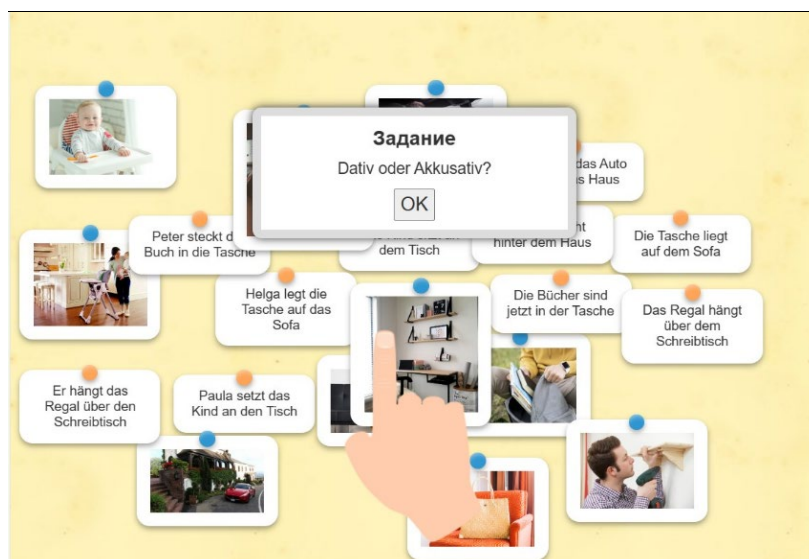 Задание
Dativ oder Akkusativ?
OK
das Auto
Haus
Peter steckt
Buch in die Tasche
dem Tisch
hinter dem Haus
Die Tasche liegt
auf dem Sofa
Helga legt die
Tasche auf das
Sofa
Die Bücher sind
jetzt in der Tasche
Das Regal hängt
über dem
Schreibtisch
Er hängt das
Regal über den
Schreibtisch
Paula setzt das
Kind an den Tisch